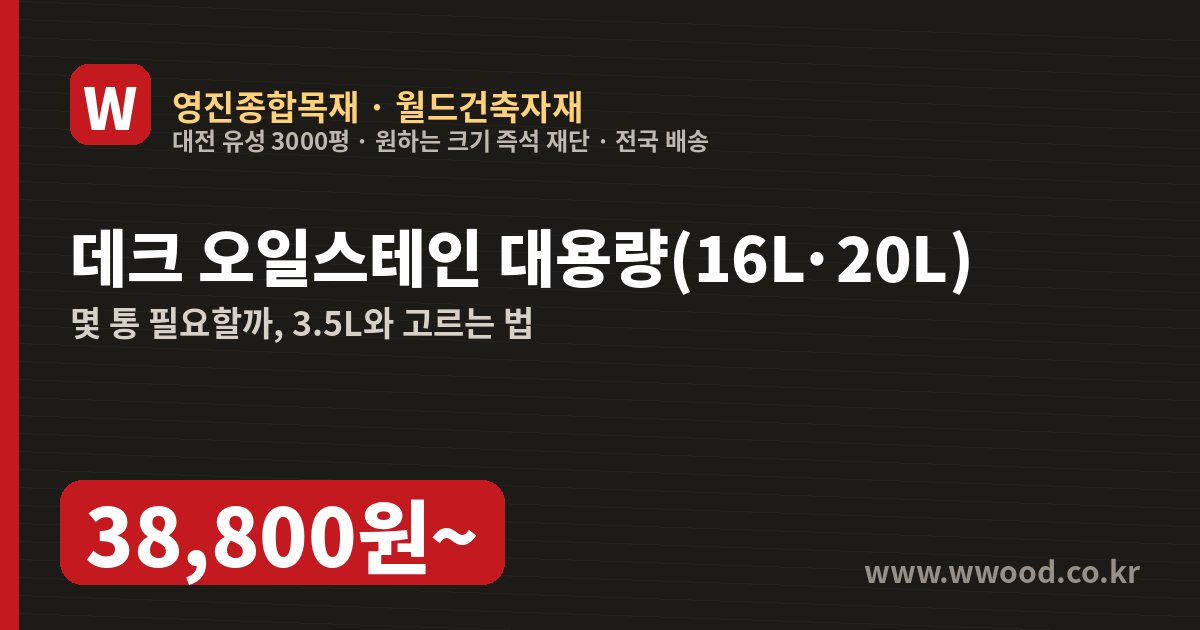 W
영진종합목재 · 월드건축자재
대전 유성 3000평 · 원하는 크기 즉석 재단 · 전국 배송
데크 오일스테인 대용량(16L·20L)
몇 통 필요할까, 3.5L와 고르는 법
38,800원~
www.wwood.co.kr